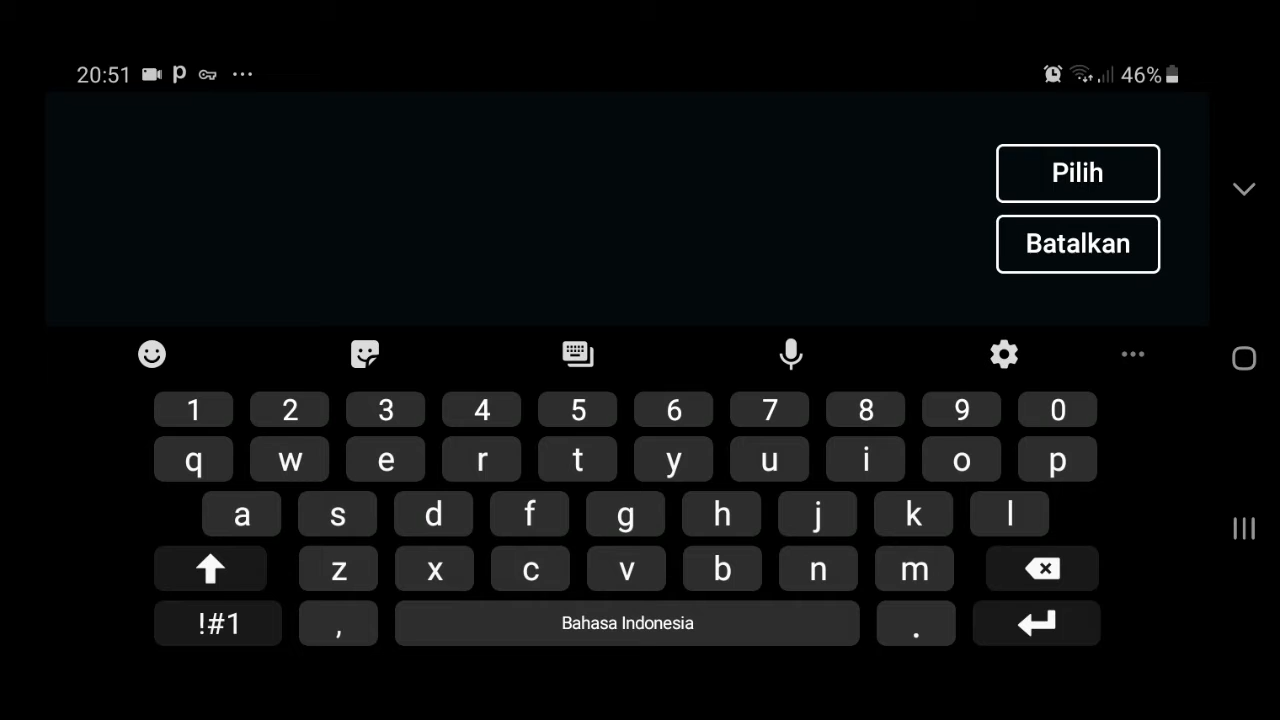 20:51 p 46%
Pilih
Batalkan
1 2 3 4 5 6 7 8 9 0
q w e r t y u i o p
a s d f g h j k l
z x c v b n m
!#1 , Bahasa Indonesia .